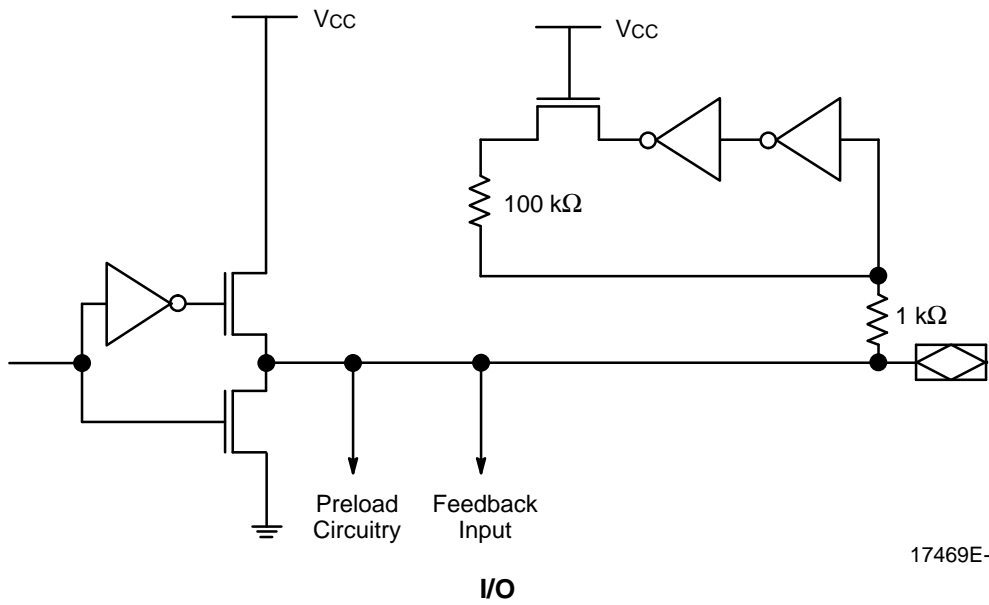 VCC
VCC
100 kΩ
1 kΩ
Preload
Circuitry
Feedback
Input
17469E-
I/O